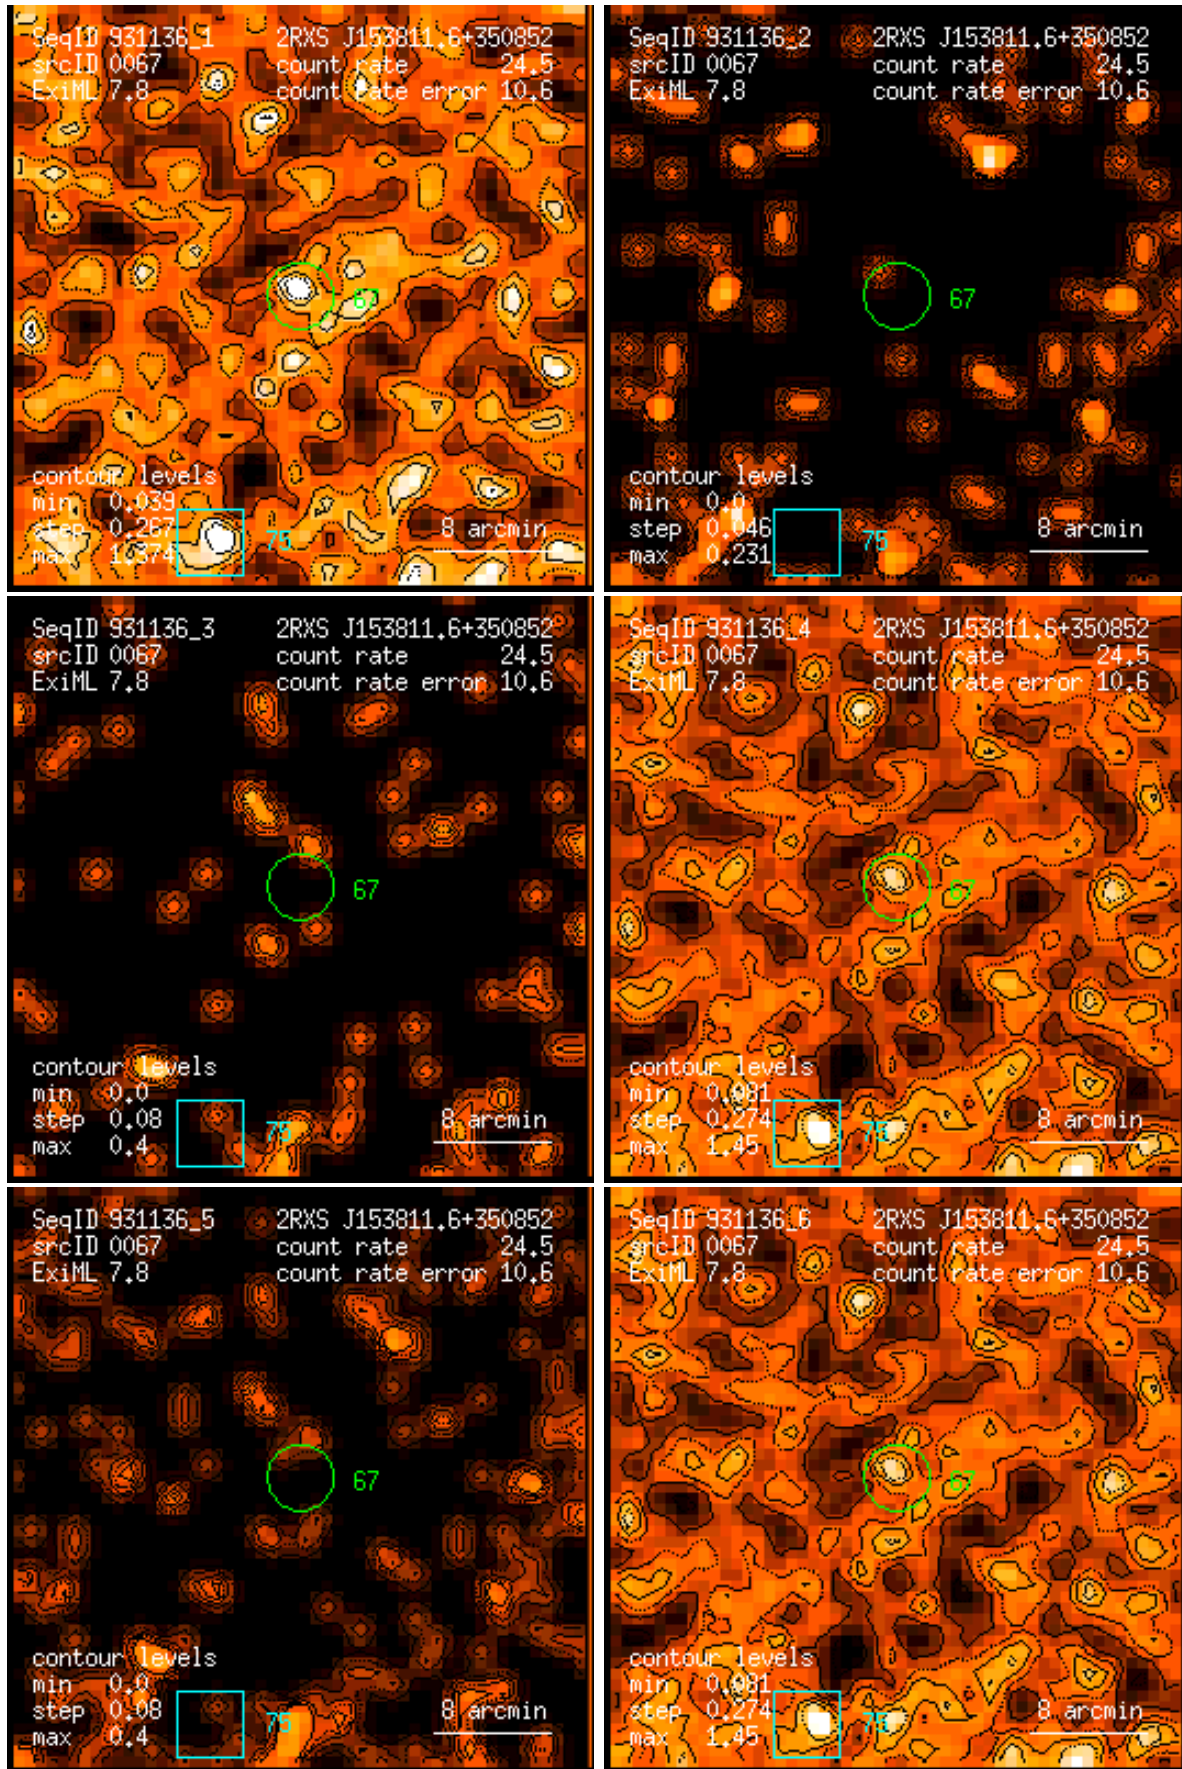 SeqID 931136_1 2RXS J153811.6+350852
srcID 0067 count rate 24.5
ExiML 7.8 count rate error 10.6
67
contour levels
min 0.039
step 0.267
max 1.374
75
8 arcmin
SeqID 931136_2 2RXS J153811.6+350852
srcID 0067 count rate 24.5
ExiML 7.8 count rate error 10.6
67
contour levels
min 0.0
step 0.046
max 0.231
75
8 arcmin
SeqID 931136_3 2RXS J153811.6+350852
srcID 0067 count rate 24.5
ExiML 7.8 count rate error 10.6
67
contour levels
min 0.0
step 0.08
max 0.4
75
8 arcmin
SeqID 931136_4 2RXS J153811.6+350852
srcID 0067 count rate 24.5
ExiML 7.8 count rate error 10.6
67
contour levels
min 0.081
step 0.274
max 1.45
75
8 arcmin
SeqID 931136_5 2RXS J153811.6+350852
srcID 0067 count rate 24.5
ExiML 7.8 count rate error 10.6
67
contour levels
min 0.0
step 0.08
max 0.4
75
8 arcmin
SeqID 931136_6 2RXS J153811.6+350852
srcID 0067 count rate 24.5
ExiML 7.8 count rate error 10.6
67
contour levels
min 0.081
step 0.274
max 1.45
75
8 arcmin